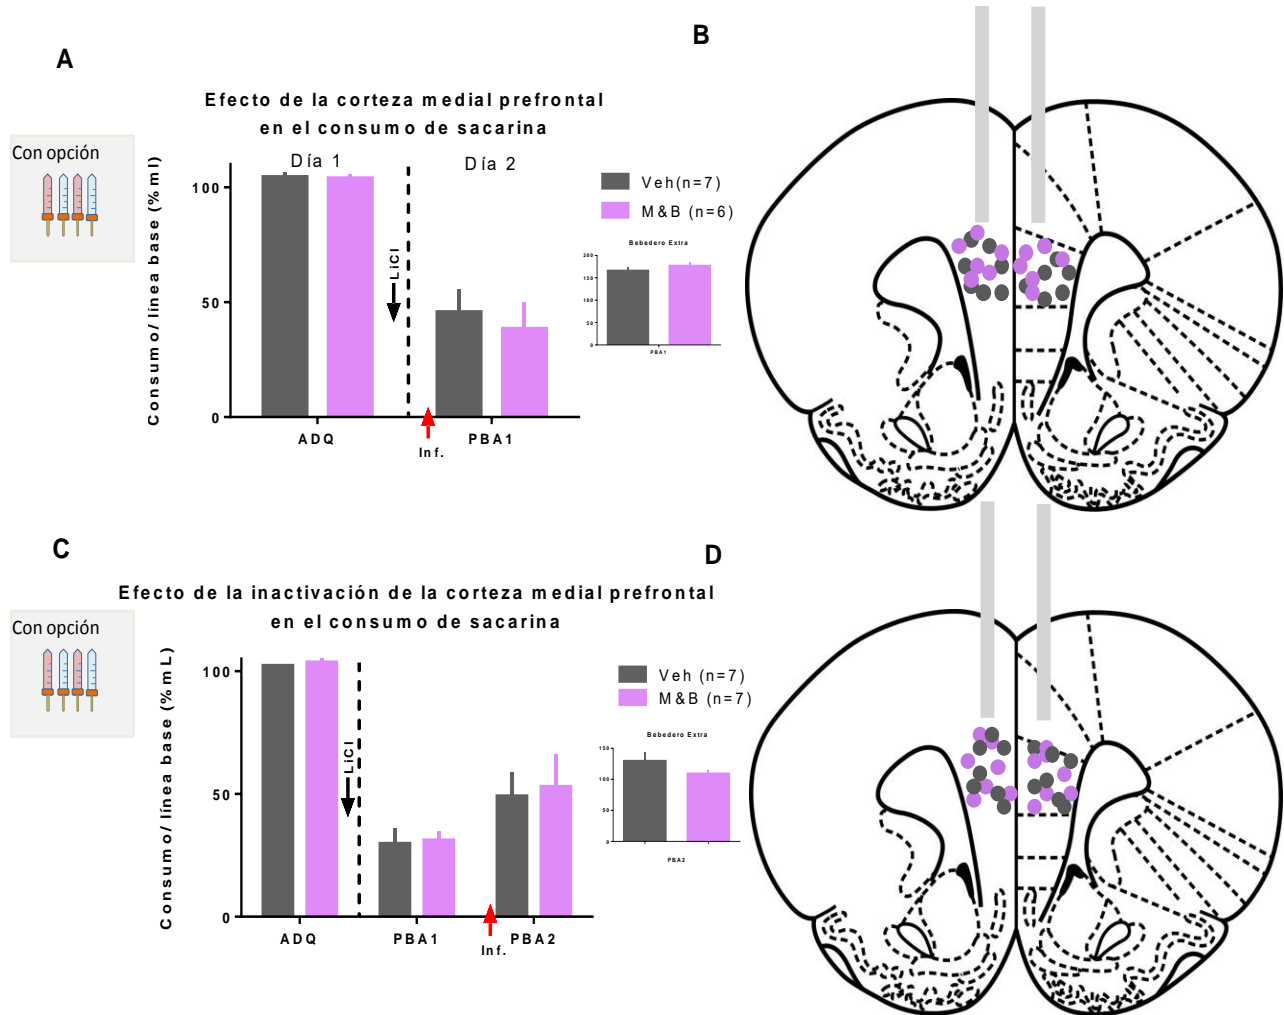 A
B
Efecto de la corteza medial prefrontal
en el consumo de sacarina
Con opción
Consumo/ línea base (%ml)
100
50
0
Día 1
Día 2
LiCl
ADQ
Inf.
PBA1
Veh(n=7)
M&B (n=6)
Bebedero Extra
200
150
100
50
0
PBA1
C
D
Efecto de la inactivación de la corteza medial prefrontal
en el consumo de sacarina
Con opción
Consumo/ línea base (%mL)
100
50
0
LiCl
ADQ
PBA1
Inf.
PBA2
Veh (n=7)
M&B (n=7)
Bebedero Extra
150
100
50
0
PBA2